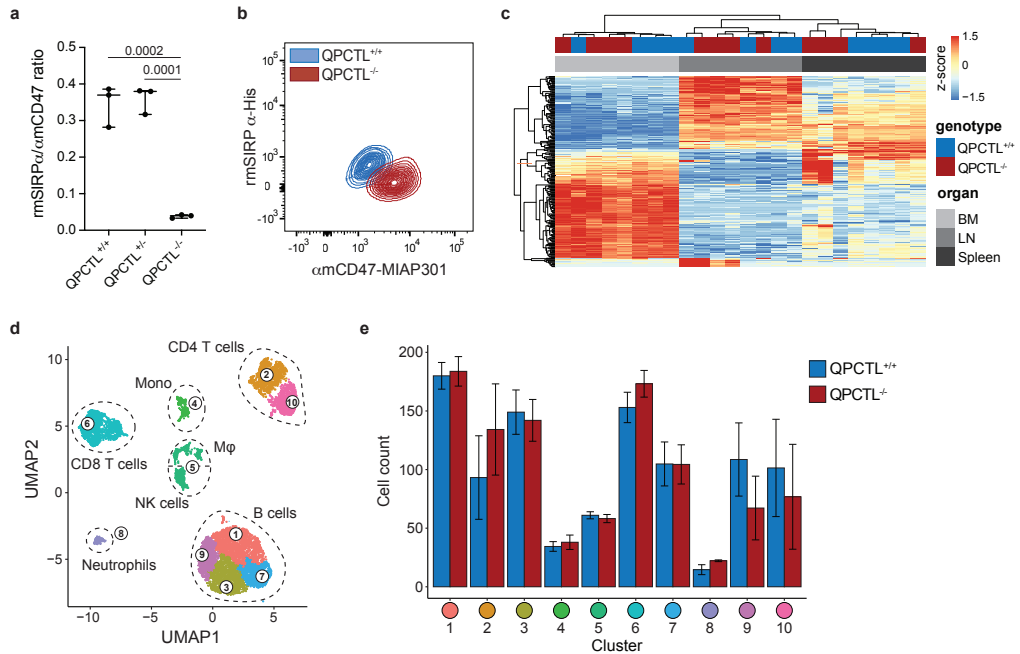 a
rmSIRPα/αmCD47 ratio
0.5
0.4
0.3
0.2
0.1
0.0
0.0002
0.0001
QPCTL+/+
QPCTL+/-
QPCTL-/-
b
QPCTL+/+
QPCTL-/-
rmSIRP α-His
10⁵
10⁴
10³
0
-10³
-10³
0
10³
10⁴
10⁵
αmCD47-MIAP301
c
1.5
0
−1.5
z-score
genotype
QPCTL+/+
QPCTL-/-
organ
BM
LN
Spleen
d
UMAP2
10
5
0
−5
CD4 T cells
2
10
Mono
4
6
CD8 T cells
Mφ
5
NK cells
B cells
1
9
7
3
8
Neutrophils
−10
−5
0
5
UMAP1
e
Cell count
200
150
100
50
0
QPCTL+/+
QPCTL-/-
1 2 3 4 5 6 7 8 9 10
Cluster